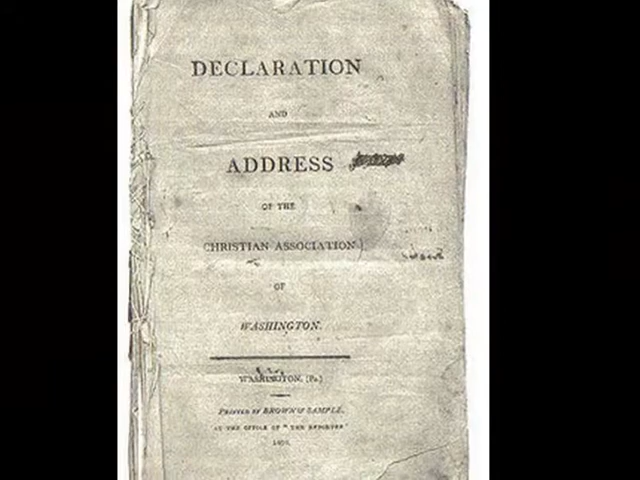 DECLARATION
AND
ADDRESS
OF THE
CHRISTIAN ASSOCIATION
OF
WASHINGTON.
WASHINGTON, (Pa.)
PRINTED BY BROWN & SAMPLE,
AT THE OFFICE OF "THE REPORTER"